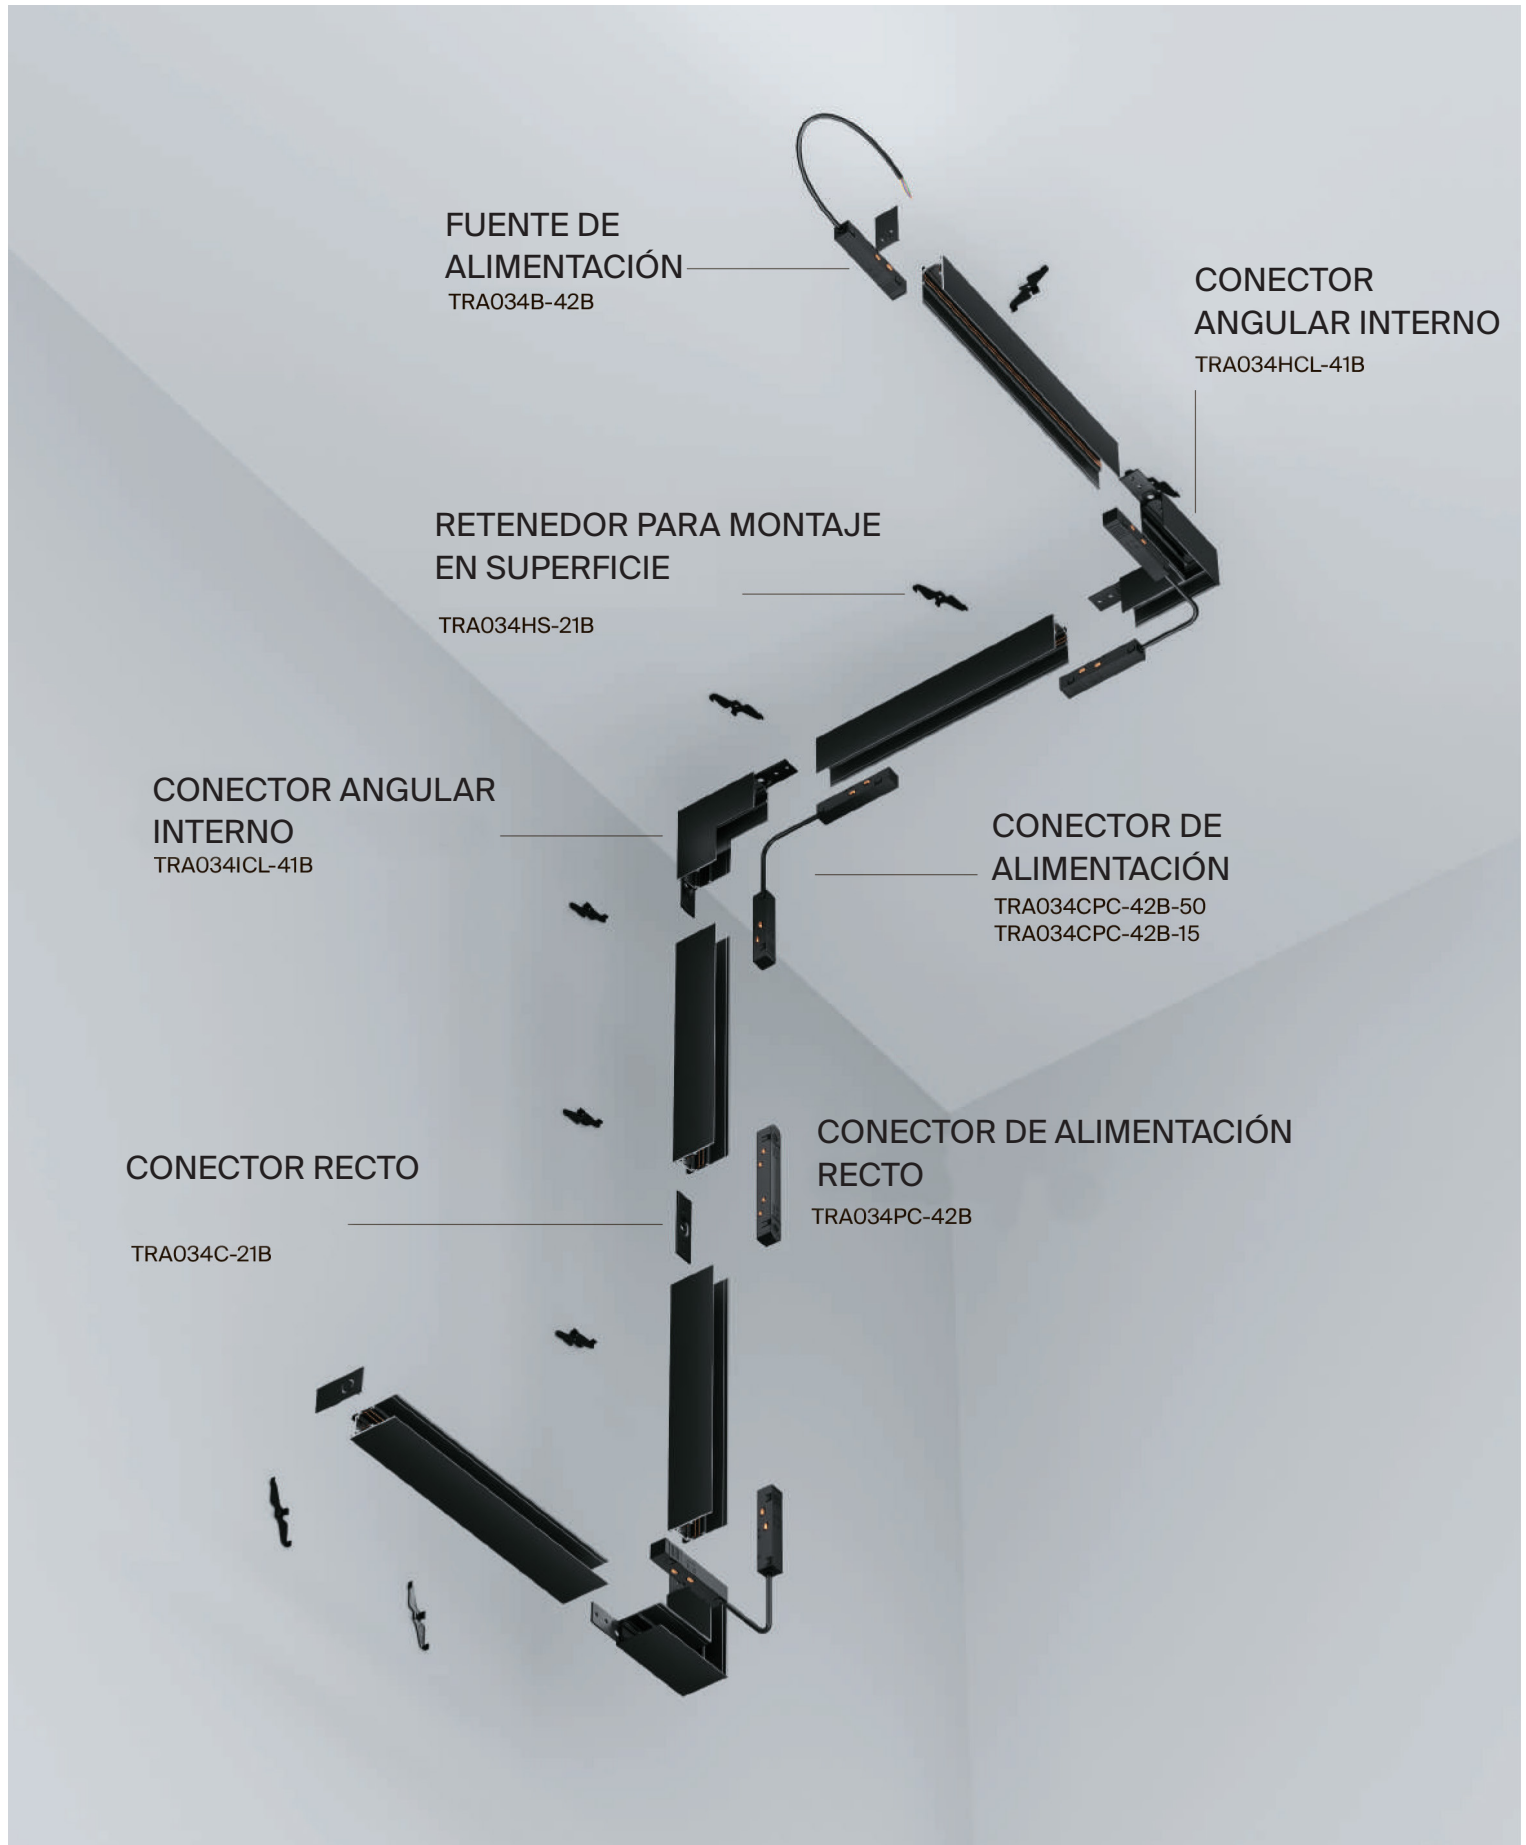 FUENTE DE
ALIMENTACIÓN
TRA034B-42B
CONECTOR
ANGULAR INTERNO
TRA034HCL-41B
RETENEDOR PARA MONTAJE
EN SUPERFICIE
TRA034HS-21B
CONECTOR ANGULAR
INTERNO
TRA034ICL-41B
CONECTOR DE
ALIMENTACIÓN
TRA034CPC-42B-50
TRA034CPC-42B-15
CONECTOR DE ALIMENTACIÓN
RECTO
TRA034PC-42B
CONECTOR RECTO
TRA034C-21B